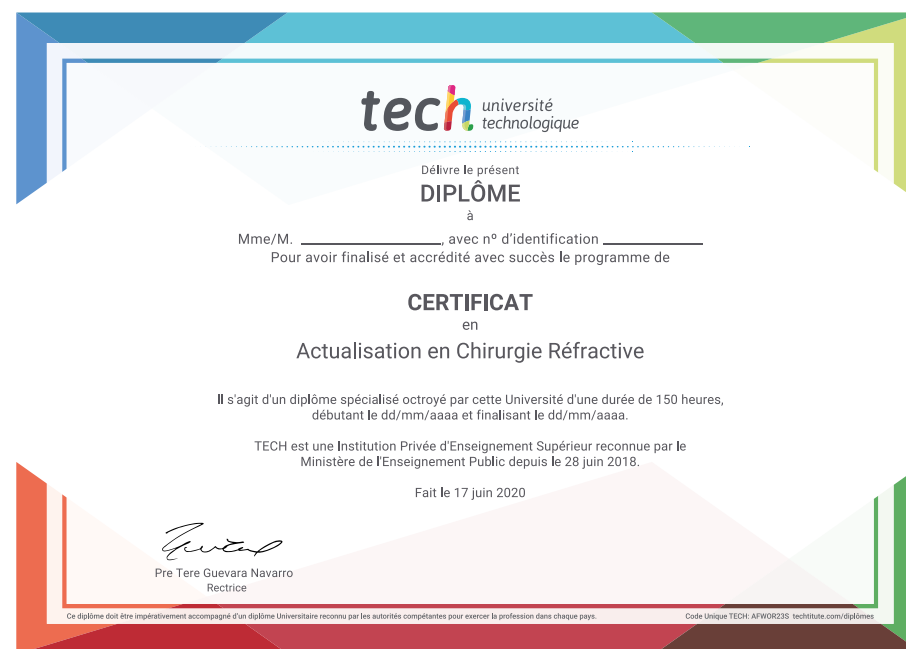 tech université
technologique
Délivre le présent
DIPLÔME
à
Mme/M. ____________________, avec nº d'identification ______________
Pour avoir finalisé et accrédité avec succès le programme de
CERTIFICAT
en
Actualisation en Chirurgie Réfractive
Il s'agit d'un diplôme spécialisé octroyé par cette Université d'une durée de 150 heures,
débutant le dd/mm/aaaa et finalisant le dd/mm/aaaa.
TECH est une Institution Privée d'Enseignement Supérieur reconnue par le
Ministère de l'Enseignement Public depuis le 28 juin 2018.
Fait le 17 juin 2020
Pre Tere Guevara Navarro
Rectrice
Ce diplôme doit être impérativement accompagné d'un diplôme Universitaire reconnu par les autorités compétantes pour exercer la profession dans chaque pays.
Code Unique TECH: AFWOR23S techtitute.com/diplômes